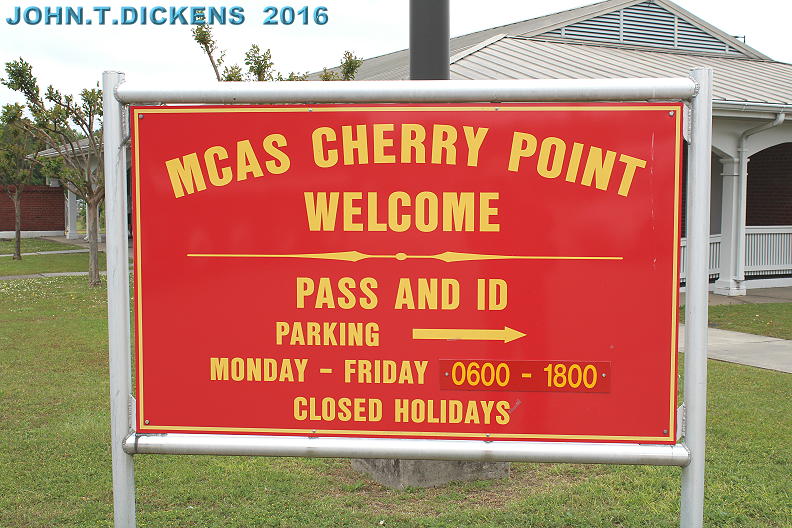 JOHN.T.DICKENS 2016
MCAS CHERRY POINT
WELCOME
PASS AND ID
PARKING
MONDAY - FRIDAY 0600 - 1800
CLOSED HOLIDAYS